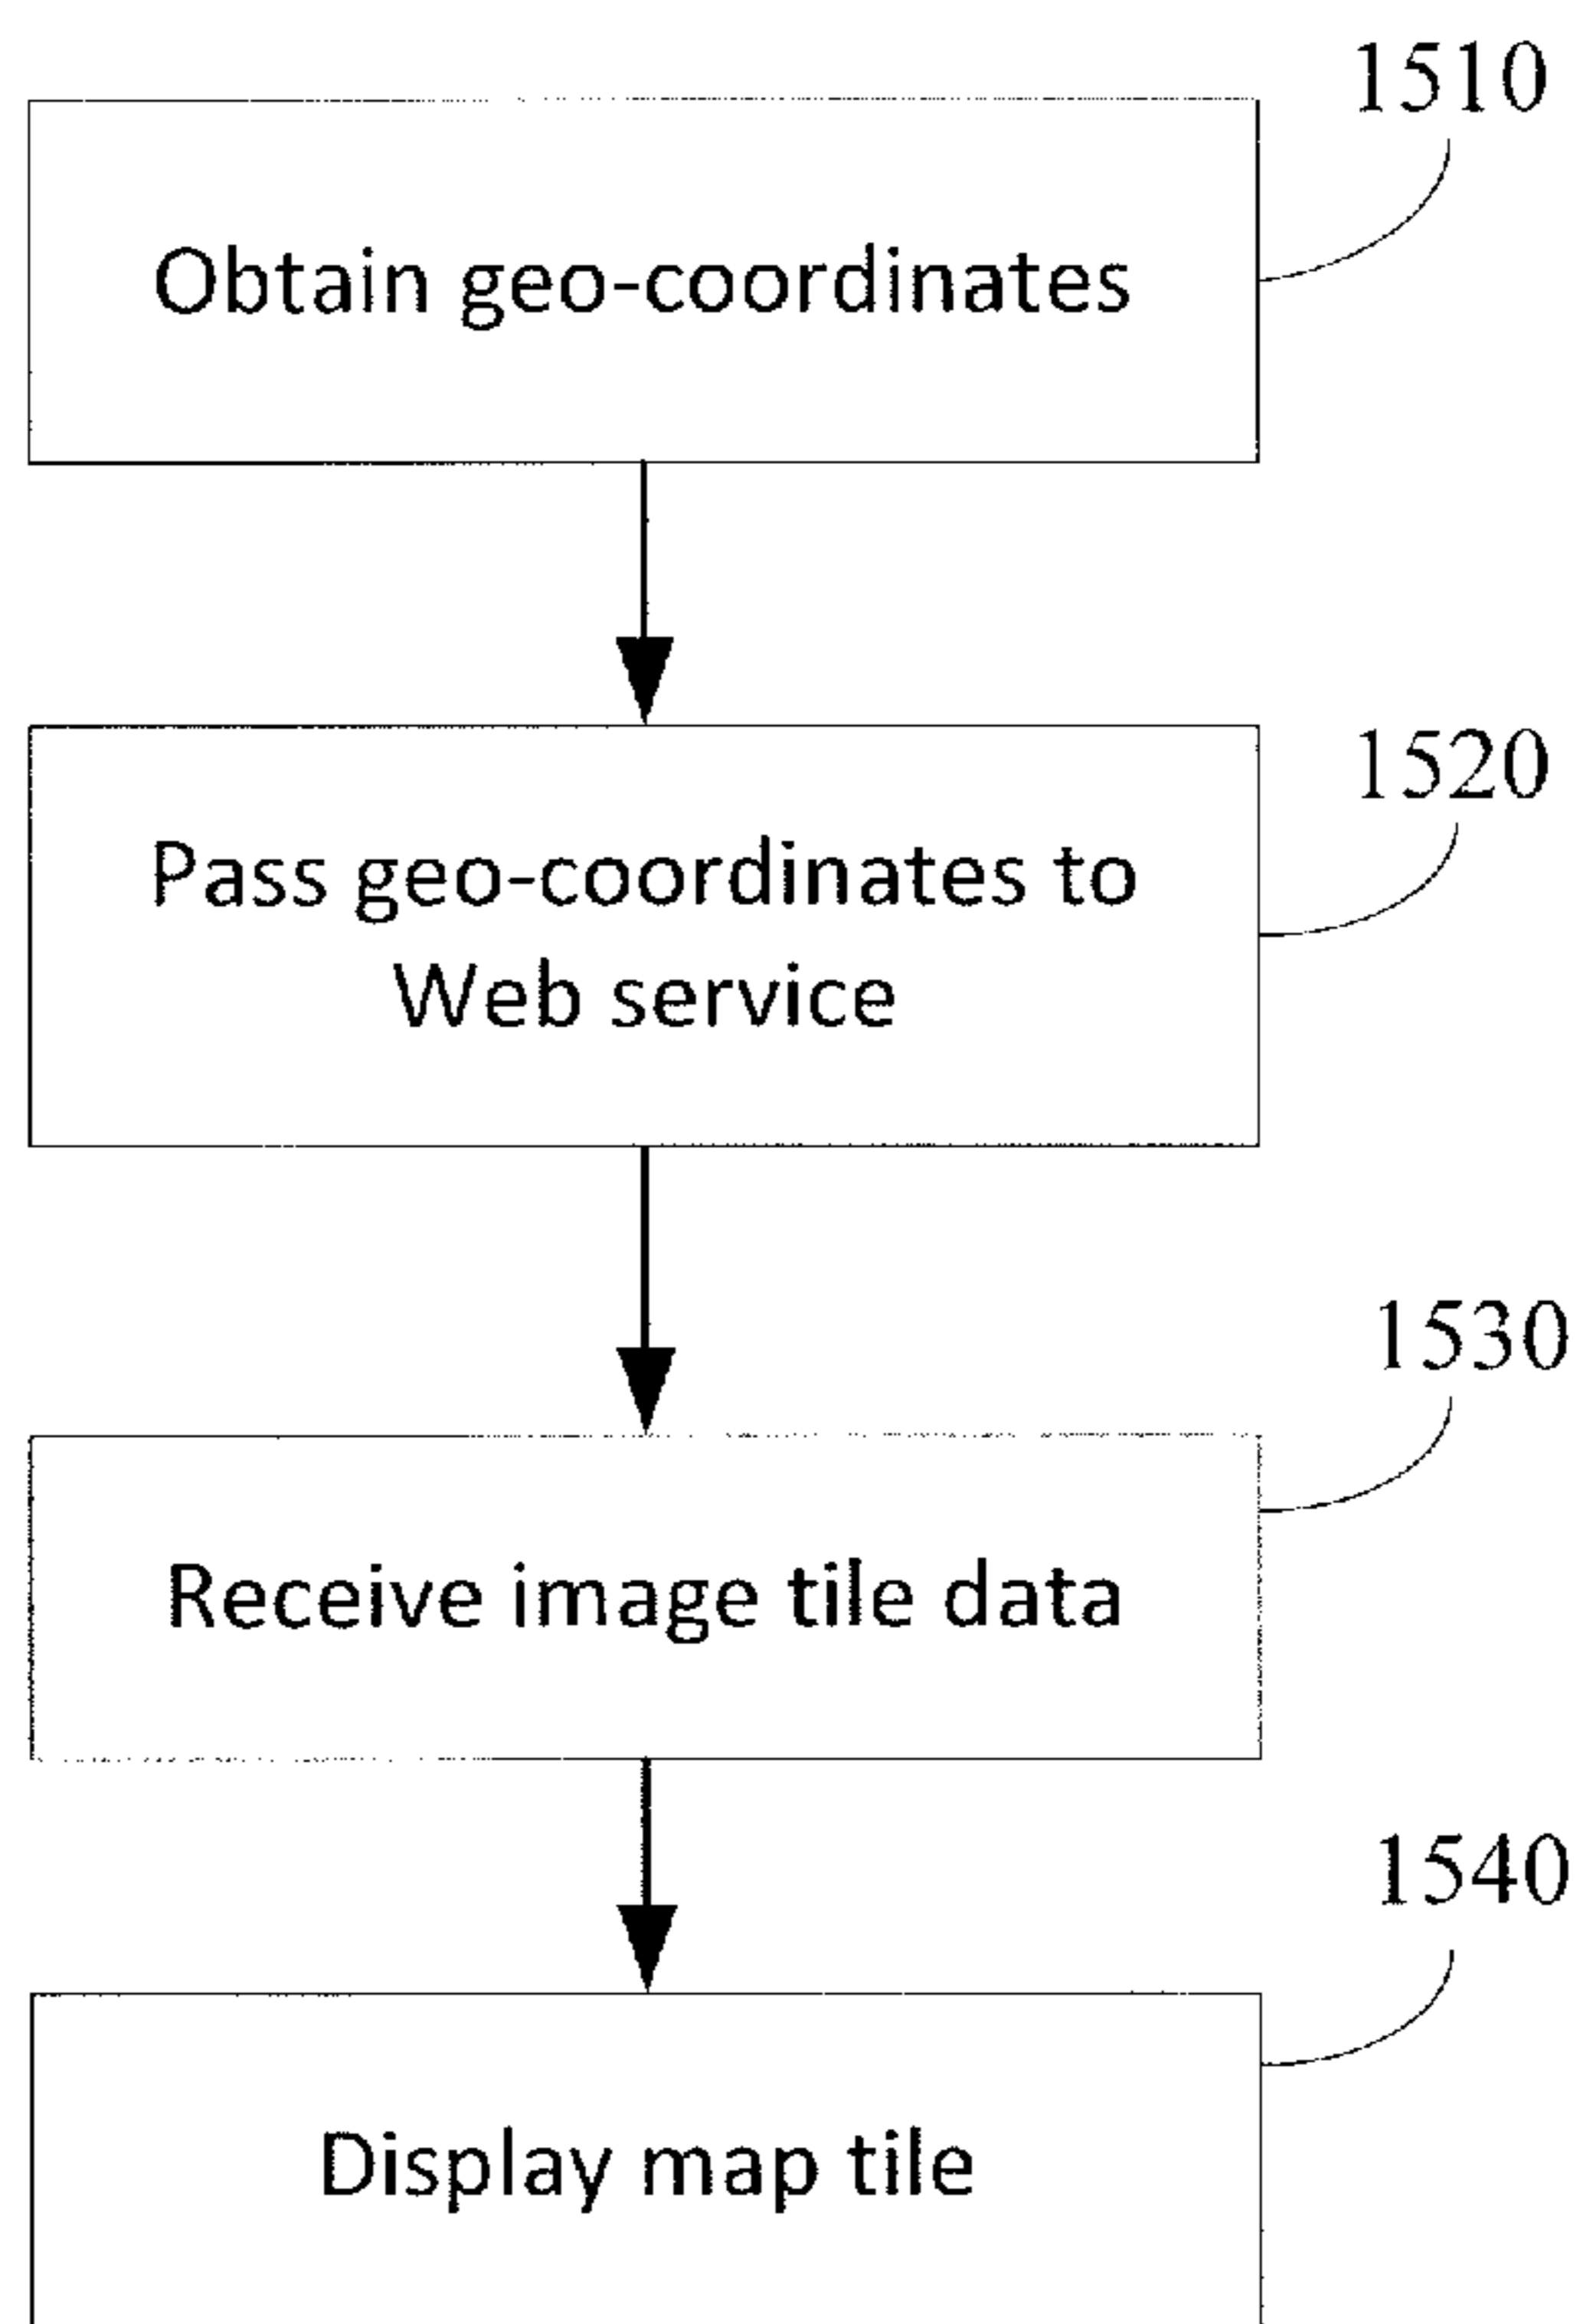 1510
Obtain geo-coordinates
1520
Pass geo-coordinates to
Web service
1530
Receive image tile data
1540
Display map tile